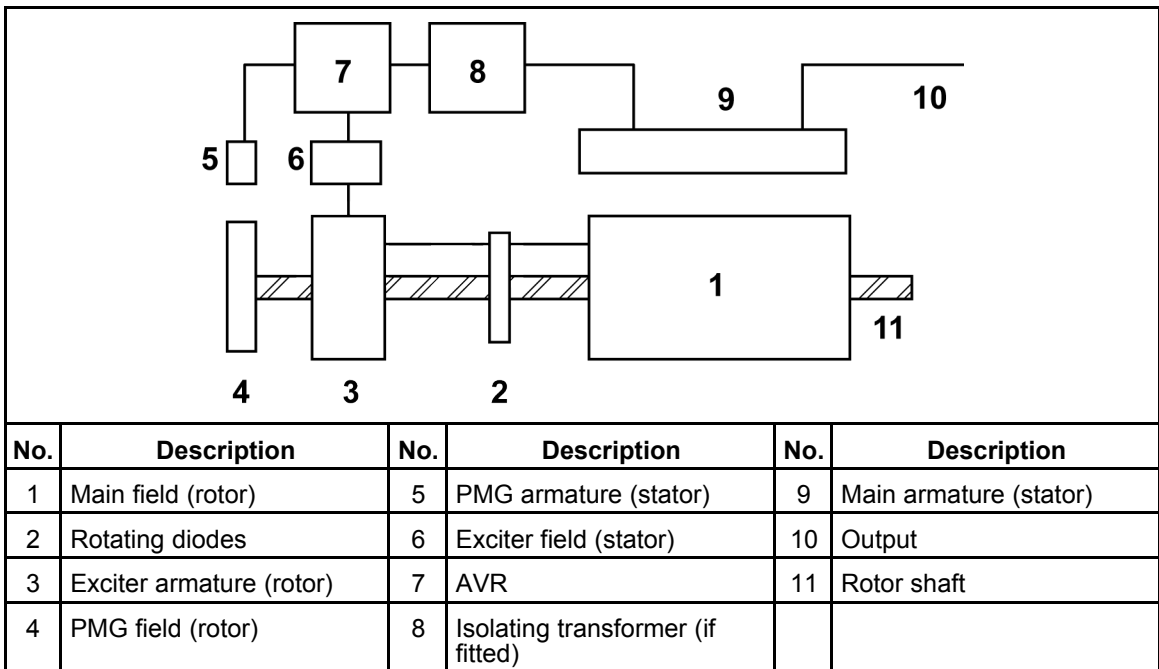 7 8
9 10
5 6
1
11
4 3 2
No. Description No. Description No. Description
1 Main field (rotor) 5 PMG armature (stator) 9 Main armature (stator)
2 Rotating diodes 6 Exciter field (stator) 10 Output
3 Exciter armature (rotor) 7 AVR 11 Rotor shaft
4 PMG field (rotor) 8 Isolating transformer (if
fitted)